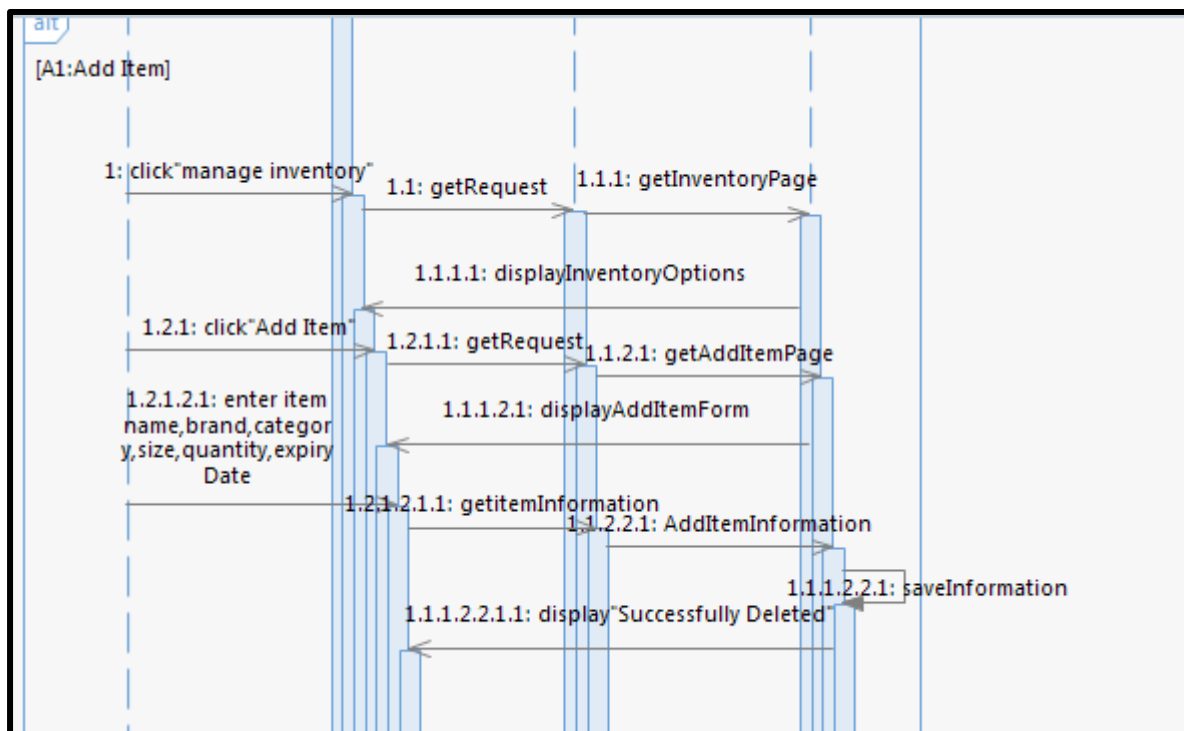 alt
[A1:Add Item]
1: click"manage inventory"
1.1: getRequest
1.1.1: getInventoryPage
1.1.1.1: displayInventoryOptions
1.2.1: click"Add Item"
1.2.1.1: getRequest
1.1.2.1: getAddItemPage
1.2.1.2.1: enter item
name,brand,categor
y,size,quantity,expiry
Date
1.1.1.2.1: displayAddItemForm
1.2.1.2.1.1: getitemInformation
1.1.2.2.1: AddItemInformation
1.1.1.2.2.1: saveInformation
1.1.1.2.2.1.1: display"Successfully Deleted"